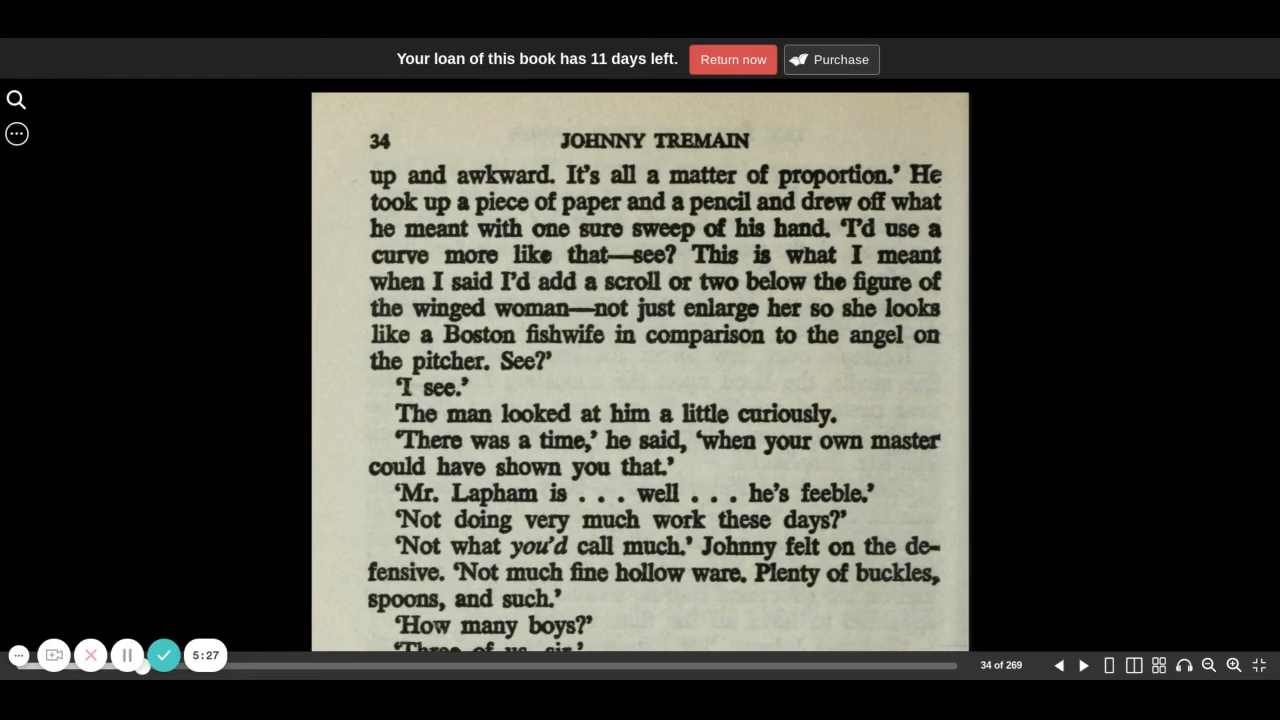 Your loan of this book has 11 days left. Return now Purchase
34 JOHNNY TREMAIN
up and awkward. It's all a matter of proportion.' He
took up a piece of paper and a pencil and drew off what
he meant with one sure sweep of his hand. 'I'd use a
curve more like that—see? This is what I meant
when I said I'd add a scroll or two below the figure of
the winged woman—not just enlarge her so she looks
like a Boston fishwife in comparison to the angel on
the pitcher. See?'
'I see.'
The man looked at him a little curiously.
'There was a time,' he said, 'when your own master
could have shown you that.'
'Mr. Lapham is . . . well . . . he's feeble.'
'Not doing very much work these days?'
'Not what you'd call much.' Johnny felt on the de-
fensive. 'Not much fine hollow ware. Plenty of buckles,
spoons, and such.'
'How many boys?'
'Three of us, sir.'
5:27
34 of 269